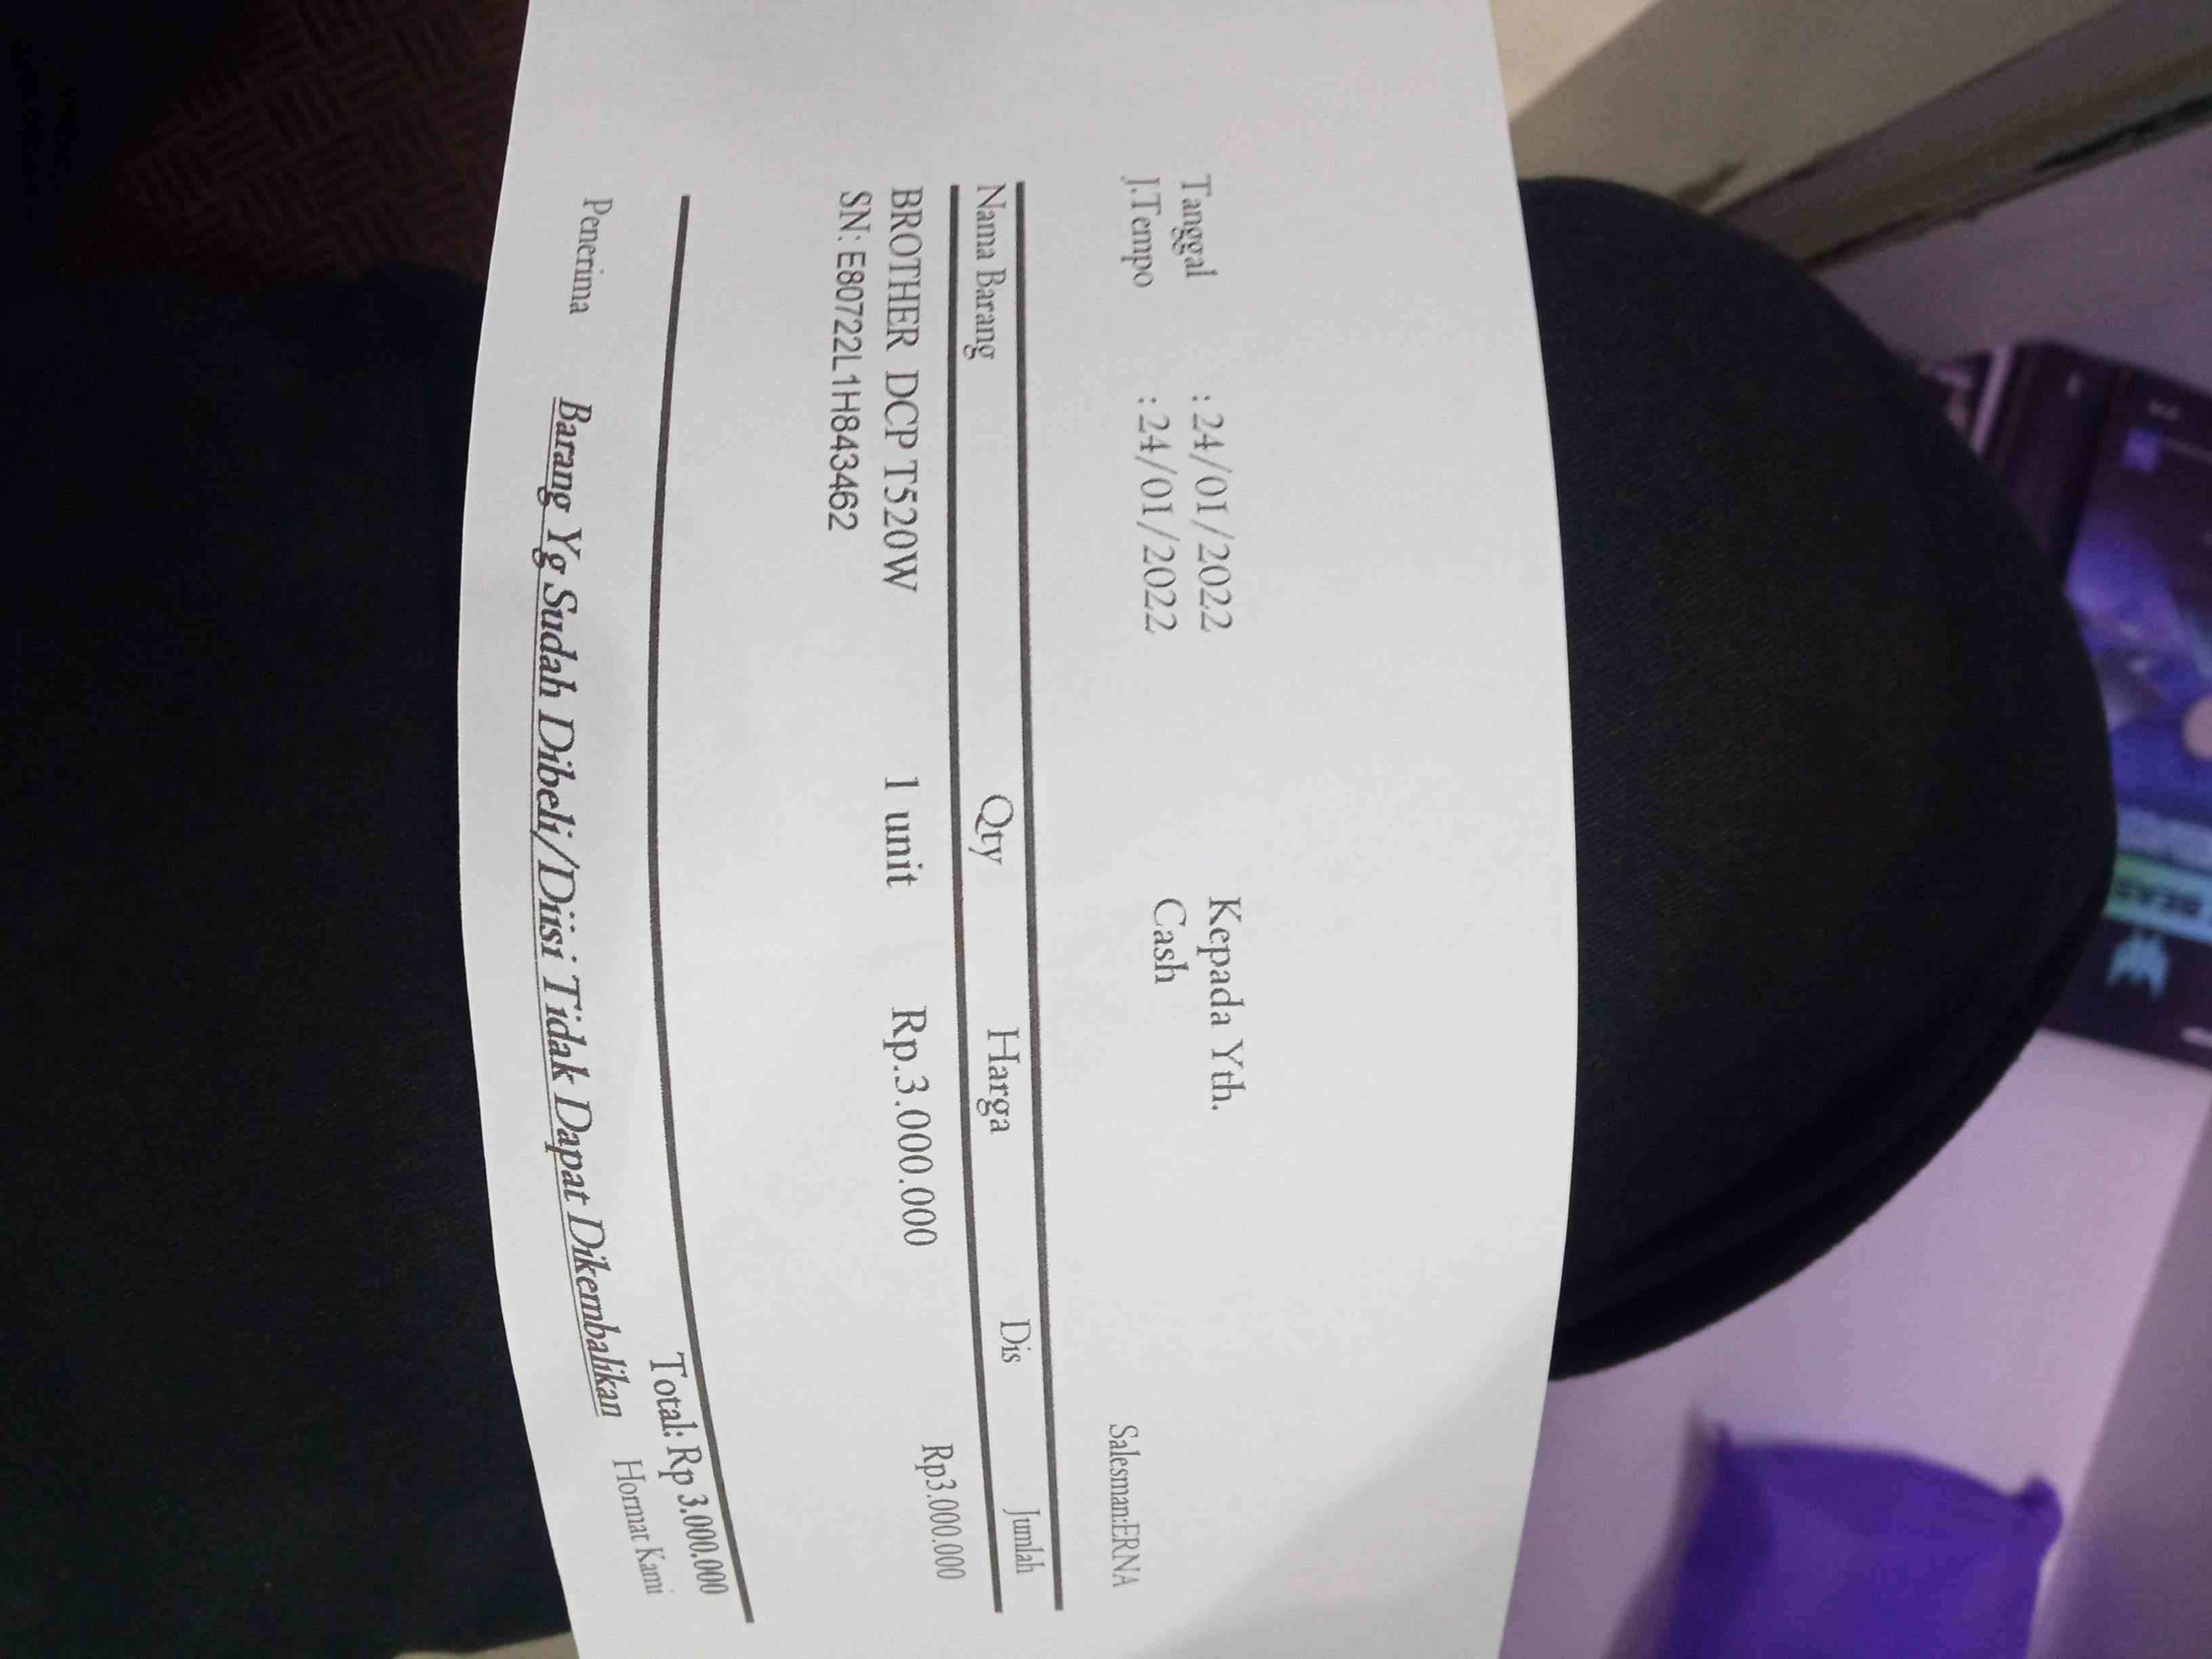 Tanggal : 24/01/2022 Kepada Yth.
J.Tempo : 24/01/2022 Cash Salesman:ERNA
Nama Barang Qty Harga Dis Jumlah
BROTHER DCP T520W 1 unit Rp.3.000.000 Rp3.000.000
SN: E80722L1H843462
Total: Rp 3.000.000
Penerima Barang Yg Sudah Dibeli/Diisi Tidak Dapat Dikembalikan Hormat Kami